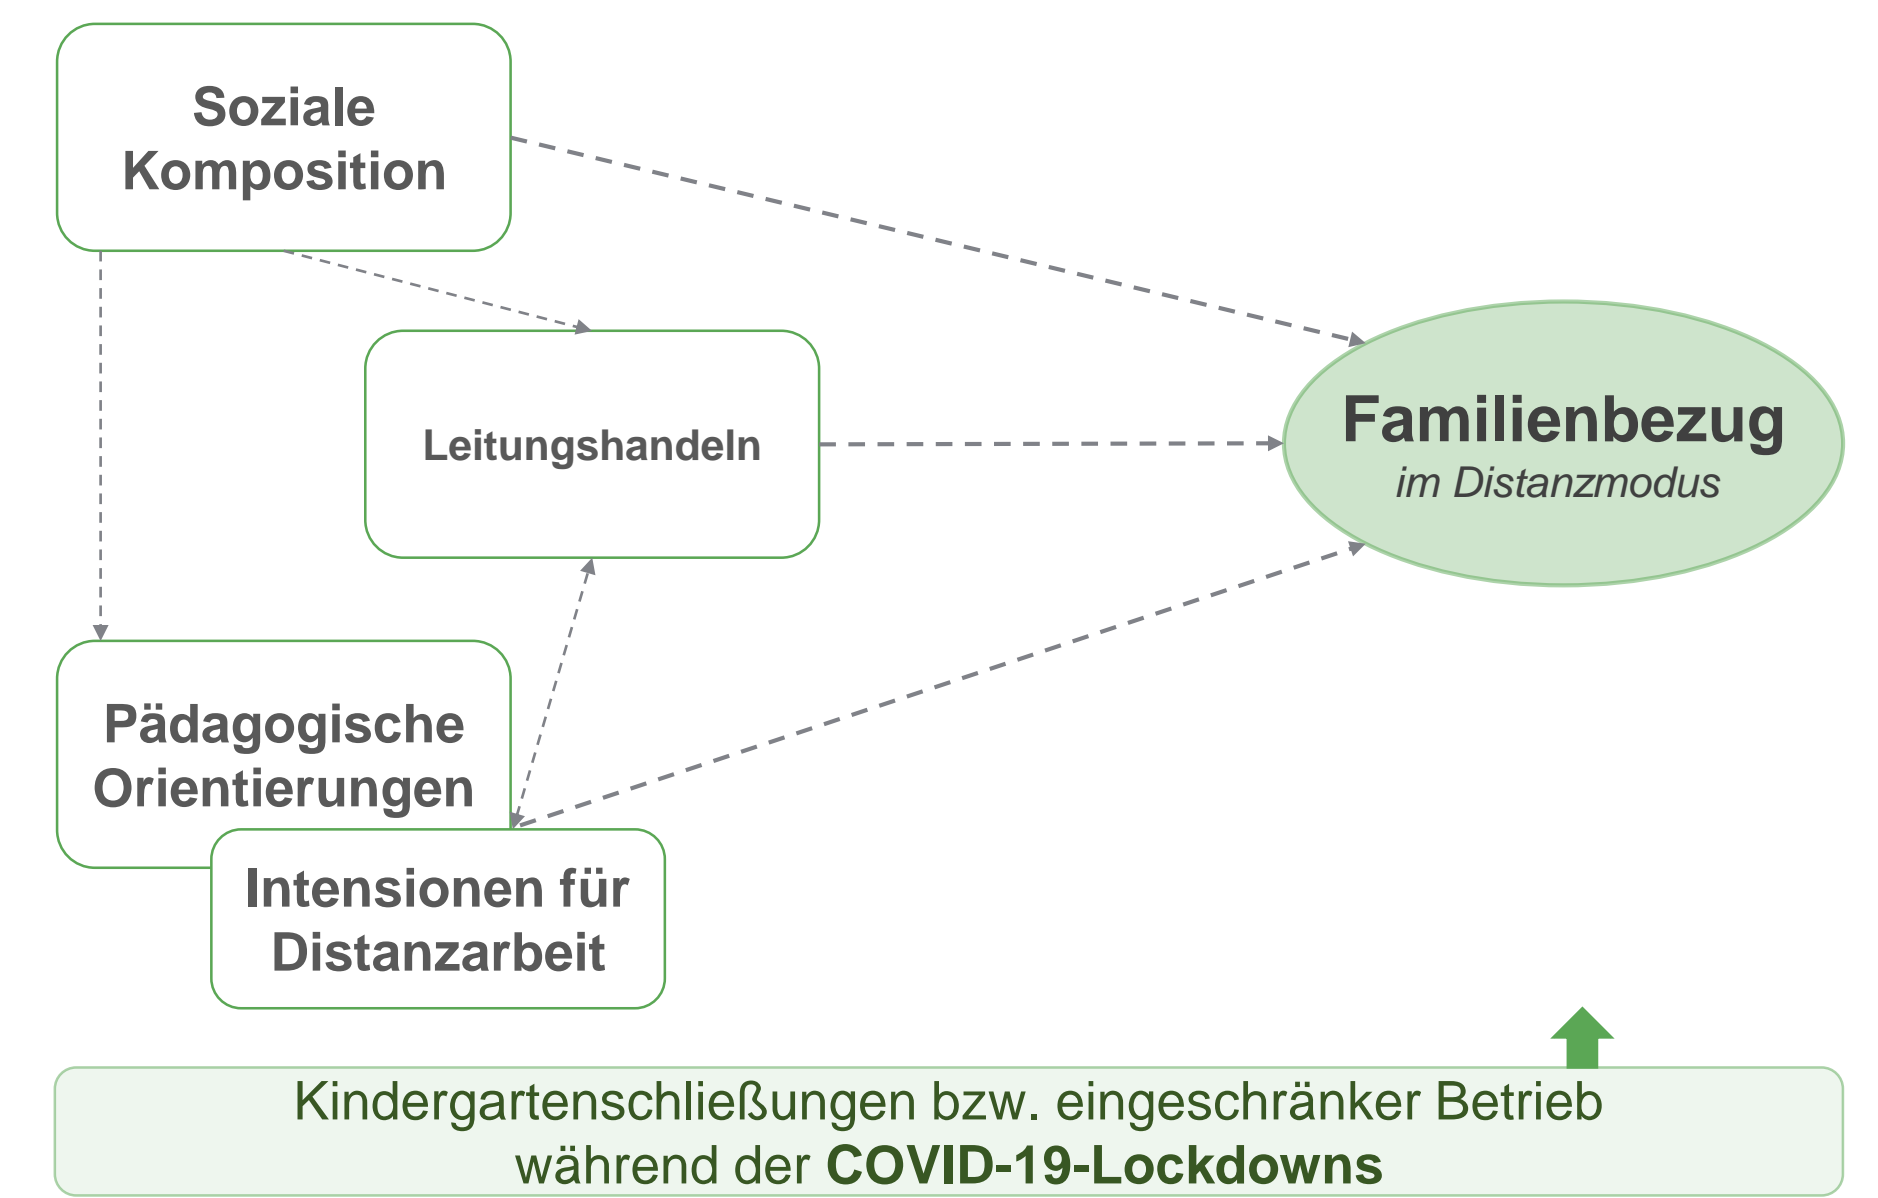 Soziale
Komposition
Leitungshandeln
Familienbezug
im Distanzmodus
Pädagogische
Orientierungen
Intensionen für
Distanzarbeit
Kindergartenschließungen bzw. eingeschränker Betrieb
während der COVID-19-Lockdowns